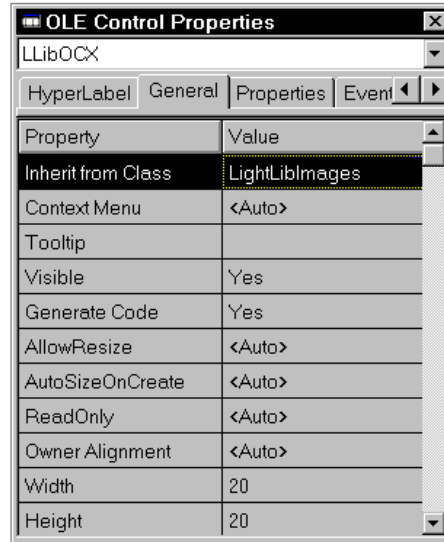 OLE Control Properties
LLibOCX
HyperLabel General Properties Event
Property Value
Inherit from Class LightLibImages
Context Menu <Auto>
Tooltip
Visible Yes
Generate Code Yes
AllowResize <Auto>
AutoSizeOnCreate <Auto>
ReadOnly <Auto>
Owner Alignment <Auto>
Width 20
Height 20